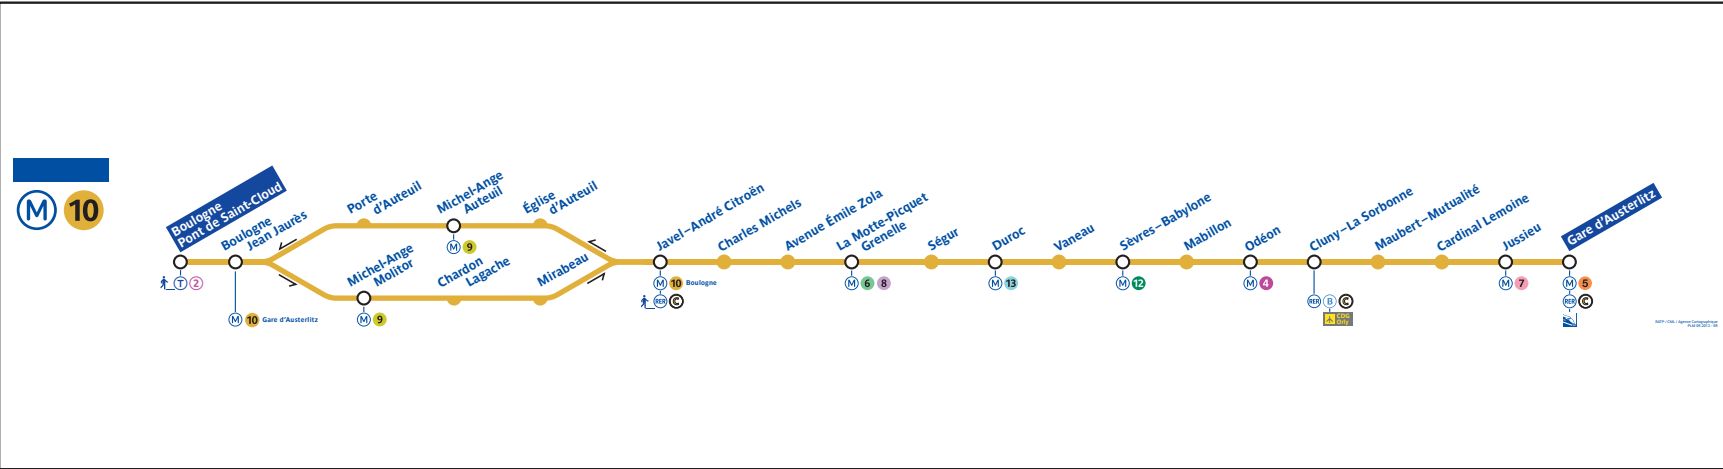 M 10
Boulogne
Pont de Saint-Cloud
T 2
Boulogne
Jean Jaurès
M 10 Gare d'Austerlitz
Porte
d'Auteuil
Michel-Ange
Auteuil
M 9
Église
d'Auteuil
Michel-Ange
Molitor
M 9
Chardon
Lagache
Mirabeau
Javel–André Citroën
M 10 Boulogne
RER C
Charles Michels
Avenue Émile Zola
La Motte-Picquet
Grenelle
M 6 8
Ségur
Duroc
M 13
Vaneau
Sèvres–Babylone
M 12
Mabillon
Odéon
M 4
Cluny–La Sorbonne
RER B C
CDG
Orly
Maubert–Mutualité
Cardinal Lemoine
Jussieu
M 7
Gare d'Austerlitz
M 5
RER C